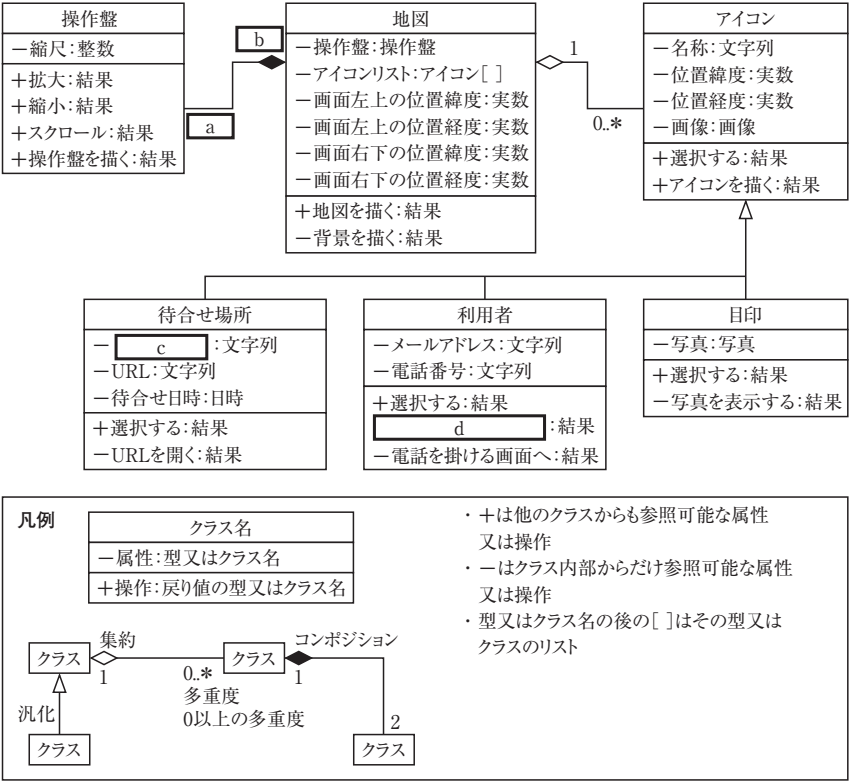 操作盤
－縮尺:整数
＋拡大:結果
＋縮小:結果
＋スクロール:結果
＋操作盤を描く:結果
b
a
地図
－操作盤:操作盤
－アイコンリスト:アイコン[ ]
－画面左上の位置緯度:実数
－画面左上の位置経度:実数
－画面右下の位置緯度:実数
－画面右下の位置経度:実数
＋地図を描く:結果
－背景を描く:結果
1
0..*
アイコン
－名称:文字列
－位置緯度:実数
－位置経度:実数
－画像:画像
＋選択する:結果
＋アイコンを描く:結果
待合せ場所
－ c :文字列
－URL:文字列
－待合せ日時:日時
＋選択する:結果
－URLを開く:結果
利用者
－メールアドレス:文字列
－電話番号:文字列
＋選択する:結果
d :結果
－電話を掛ける画面へ:結果
目印
－写真:写真
＋選択する:結果
－写真を表示する:結果
凡例
クラス名
－属性:型又はクラス名
＋操作:戻り値の型又はクラス名
クラス
集約
1
0..*
多重度
0以上の多重度
クラス
コンポジション
1
2
クラス
汎化
クラス
・＋は他のクラスからも参照可能な属性
又は操作
・－はクラス内部からだけ参照可能な属性
又は操作
・型又はクラス名の後の[ ]はその型又は
クラスのリスト